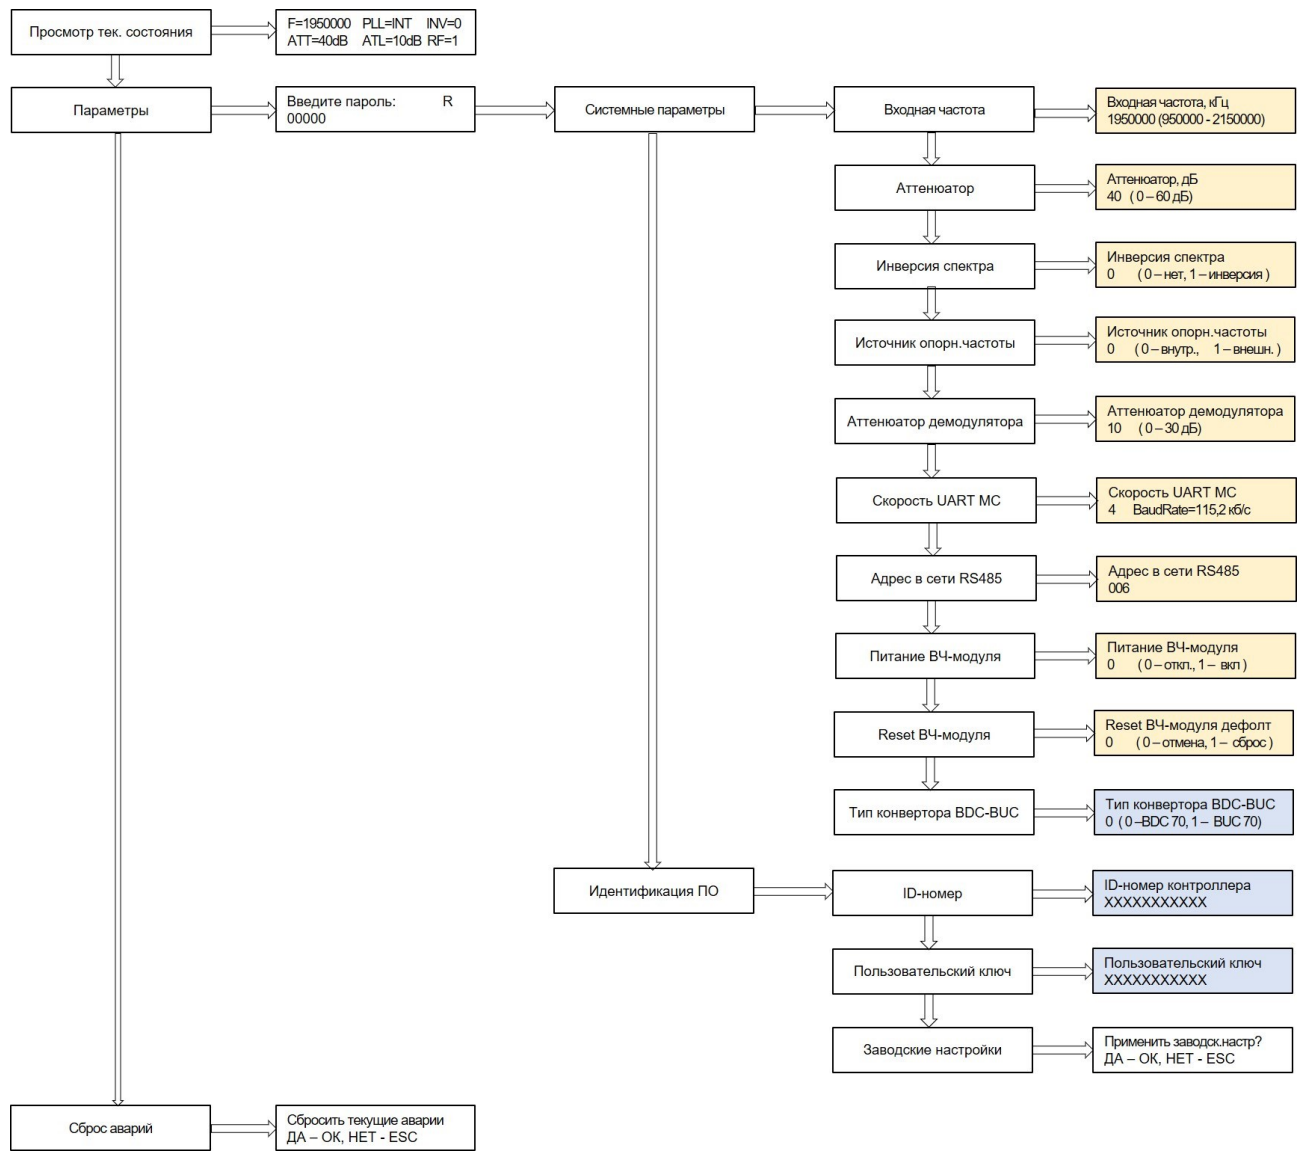 Просмотр тек. состояния
F=1950000 PLL=INT INV=0
ATT=40dB ATL=10dB RF=1
Параметры
Введите пароль: R
00000
Системные параметры
Входная частота
Входная частота, кГц
1950000 (950000 - 2150000)
Аттенюатор
Аттенюатор, дБ
40 ( 0 – 60 дБ)
Инверсия спектра
Инверсия спектра
0 ( 0 – нет, 1 – инверсия )
Источник опорн.частоты
Источник опорн.частоты
0 ( 0 – внутр., 1 – внешн. )
Аттенюатор демодулятора
Аттенюатор демодулятора
10 ( 0 – 30 дБ)
Скорость UART МС
Скорость UART МС
4 BaudRate=115,2 кб/с
Адрес в сети RS485
Адрес в сети RS485
006
Питание ВЧ-модуля
Питание ВЧ-модуля
0 ( 0 – откл., 1 – вкл )
Reset ВЧ-модуля
Reset ВЧ-модуля дефолт
0 ( 0 – отмена, 1 – сброс )
Тип конвертора BDC-BUC
Тип конвертора BDC-BUC
0 ( 0 –BDC 70, 1 – BUC 70)
Идентификация ПО
ID-номер
ID-номер контроллера
XXXXXXXXXXX
Пользовательский ключ
Пользовательский ключ
XXXXXXXXXXX
Заводские настройки
Применить заводск.настр?
ДА – ОК, НЕТ - ESC
Сброс аварий
Сбросить текущие аварии
ДА – ОК, НЕТ - ESC